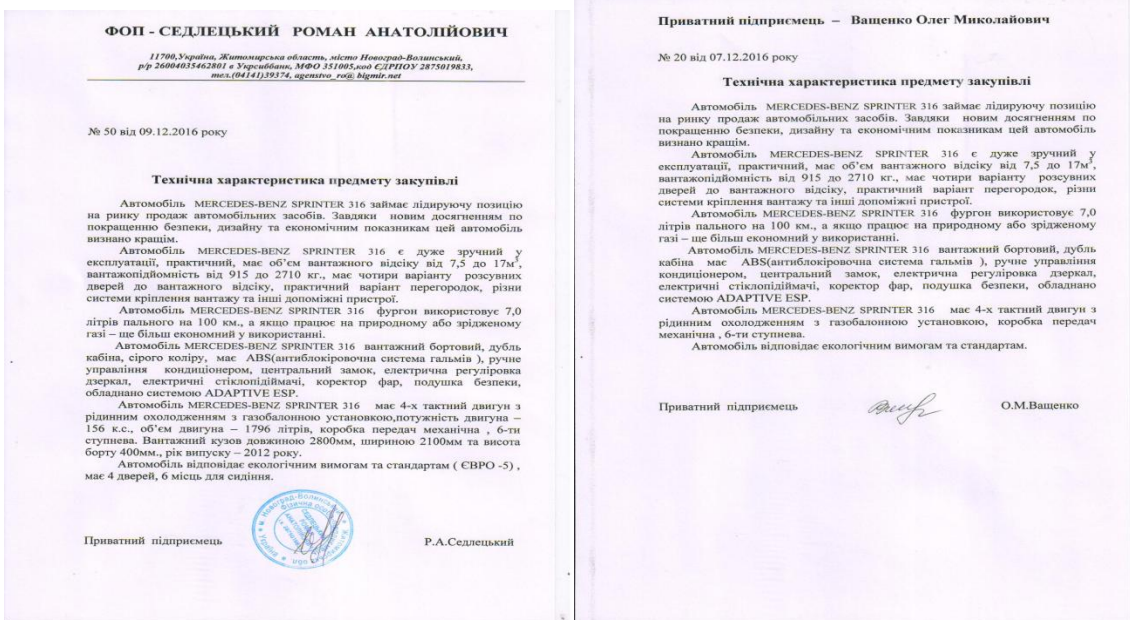 ФОП - СЕДЛЕЦЬКИЙ РОМАН АНАТОЛІЙОВИЧ
11700,Україна, Житомирська область, місто Новоград-Волинський,
р/р 26004035462801 в Укрсиббанк, МФО 351005,код ЄДРПОУ 2875019833,
тел.(04141)39374, agenstvo_ro@ bigmir.net
№ 50 від 09.12.2016 року
Технічна характеристика предмету закупівлі
Автомобіль MERCEDES-BENZ SPRINTER 316 займає лідируючу позицію
на ринку продаж автомобільних засобів. Завдяки новим досягненням по
покращенню безпеки, дизайну та економічним показникам цей автомобіль
визнано кращім.
Автомобіль MERCEDES-BENZ SPRINTER 316 є дуже зручний у
експлуатації, практичний, має об’єм вантажного відсіку від 7,5 до 17м³,
вантажопідйомність від 915 до 2710 кг., має чотири варіанту розсувних
дверей до вантажного відсіку, практичний варіант перегородок, різни
системи кріплення вантажу та інші допоміжні пристрої.
Автомобіль MERCEDES-BENZ SPRINTER 316 фургон використовує 7,0
літрів пального на 100 км., а якщо працює на природному або зрідженому
газі – ще більш економний у використанні.
Автомобіль MERCEDES-BENZ SPRINTER 316 вантажний бортовий, дубль
кабіна, сірого коліру, має ABS(антиблокіровочна система гальмів ), ручне
управління кондиціонером, центральний замок, електрична регуліровка
дзеркал, електричні стіклопідіймачі, коректор фар, подушка безпеки,
обладнано системою ADAPTIVE ESP.
Автомобіль MERCEDES-BENZ SPRINTER 316 має 4-х тактний двигун з
рідинним охолодженням з газобалонною установкою,потужність двигуна –
156 к.с., об’єм двигуна – 1796 літрів, коробка передач механічна , 6-ти
ступнева. Вантажний кузов довжиною 2800мм, шириною 2100мм та висота
борту 400мм., рік випуску – 2012 року.
Автомобіль відповідає екологічним вимогам та стандартам ( ЄВРО -5) ,
має 4 дверей, 6 місць для сидіння.
Приватний підприємець Р.А.Седлецький
Приватний підприємець – Ващенко Олег Миколайович
№ 20 від 07.12.2016 року
Технічна характеристика предмету закупівлі
Автомобіль MERCEDES-BENZ SPRINTER 316 займає лідируючу позицію
на ринку продаж автомобільних засобів. Завдяки новим досягненням по
покращенню безпеки, дизайну та економічним показникам цей автомобіль
визнано кращім.
Автомобіль MERCEDES-BENZ SPRINTER 316 є дуже зручний у
експлуатації, практичний, має об’єм вантажного відсіку від 7,5 до 17м³,
вантажопідйомність від 915 до 2710 кг., має чотири варіанту розсувних
дверей до вантажного відсіку, практичний варіант перегородок, різни
системи кріплення вантажу та інші допоміжні пристрої.
Автомобіль MERCEDES-BENZ SPRINTER 316 фургон використовує 7,0
літрів пального на 100 км., а якщо працює на природному або зрідженому
газі – ще більш економний у використанні.
Автомобіль MERCEDES-BENZ SPRINTER 316 вантажний бортовий, дубль
кабіна має ABS(антиблокіровочна система гальмів ), ручне управління
кондиціонером, центральний замок, електрична регуліровка дзеркал,
електричні стіклопідіймачі, коректор фар, подушка безпеки, обладнано
системою ADAPTIVE ESP.
Автомобіль MERCEDES-BENZ SPRINTER 316 має 4-х тактний двигун з
рідинним охолодженням з газобалонною установкою, коробка передач
механічна , 6-ти ступнева.
Автомобіль відповідає екологічним вимогам та стандартам.
Приватний підприємець О.М.Ващенко